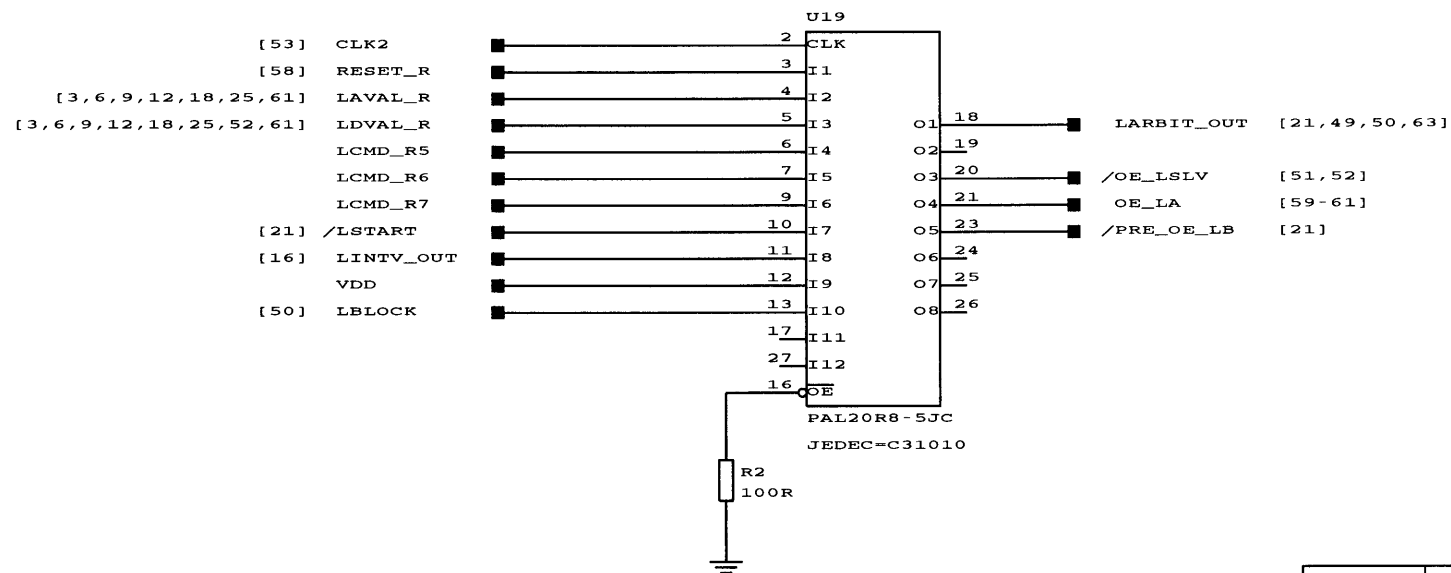 U19
[53] CLK2 2 CLK
[58] RESET_R 3 I1
[3,6,9,12,18,25,61] LAVAL_R 4 I2
[3,6,9,12,18,25,52,61] LDVAL_R 5 I3 O1 18 LARBIT_OUT [21,49,50,63]
LCMD_R5 6 I4 O2 19
LCMD_R6 7 I5 O3 20 /OE_LSLV [51,52]
LCMD_R7 9 I6 O4 21 OE_LA [59-61]
[21] /LSTART 10 I7 O5 23 /PRE_OE_LB [21]
[16] LINTV_OUT 11 I8 O6 24
VDD 12 I9 O7 25
[50] LBLOCK 13 I10 O8 26
17 I11
27 I12
16 OE
PAL20R8-5JC
JEDEC=C31010
R2
100R